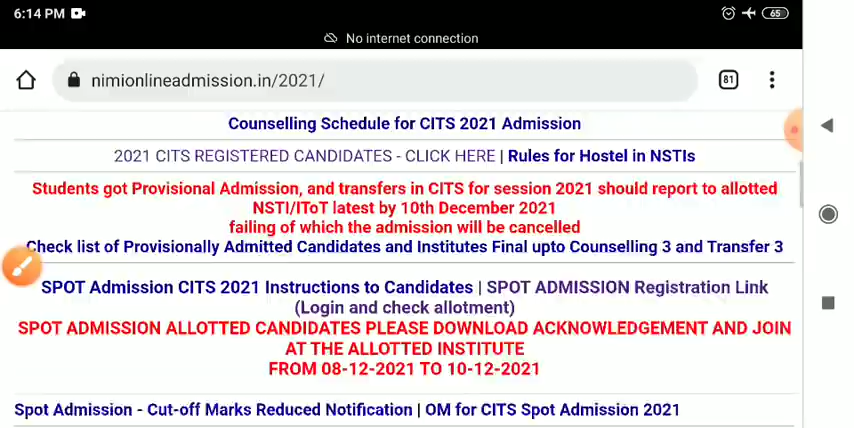 6:14 PM
65
No internet connection
nimionlineadmission.in/2021/
81
Counselling Schedule for CITS 2021 Admission
2021 CITS REGISTERED CANDIDATES - CLICK HERE | Rules for Hostel in NSTIs
Students got Provisional Admission, and transfers in CITS for session 2021 should report to allotted
NSTI/IToT latest by 10th December 2021
failing of which the admission will be cancelled
Check list of Provisionally Admitted Candidates and Institutes Final upto Counselling 3 and Transfer 3
SPOT Admission CITS 2021 Instructions to Candidates | SPOT ADMISSION Registration Link
(Login and check allotment)
SPOT ADMISSION ALLOTTED CANDIDATES PLEASE DOWNLOAD ACKNOWLEDGEMENT AND JOIN
AT THE ALLOTTED INSTITUTE
FROM 08-12-2021 TO 10-12-2021
Spot Admission - Cut-off Marks Reduced Notification | OM for CITS Spot Admission 2021